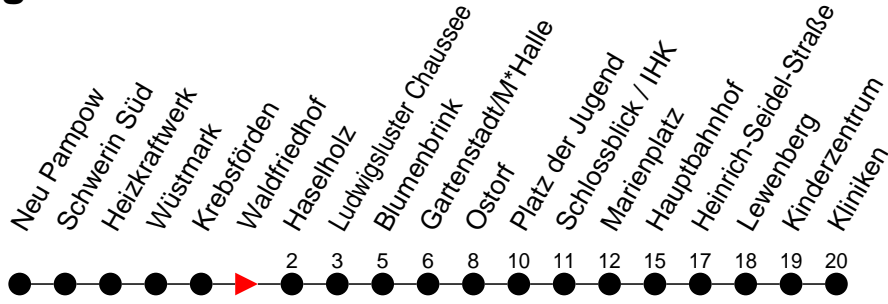 Neu Pampow
Schwerin Süd
Heizkraftwerk
Wüstmark
Krebsförden
Waldfriedhof
Haselholz
Ludwigsluster Chaussee
Blumenbrink
Gartenstadt/M*Halle
Ostorf
Platz der Jugend
Schlossblick / IHK
Marienplatz
Hauptbahnhof
Heinrich-Seidel-Straße
Lewenberg
Kinderzentrum
Kliniken
2 3 5 6 8 10 11 12 15 17 18 19 20